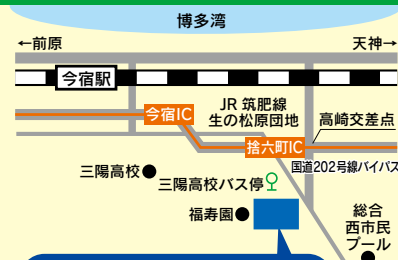 博多湾
←前原
天神→
今宿駅
今宿IC
JR 筑肥線
生の松原団地
高崎交差点
捨六町IC
国道202号線バイパス
三陽高校
三陽高校バス停
福寿園
総合
西市民
プール